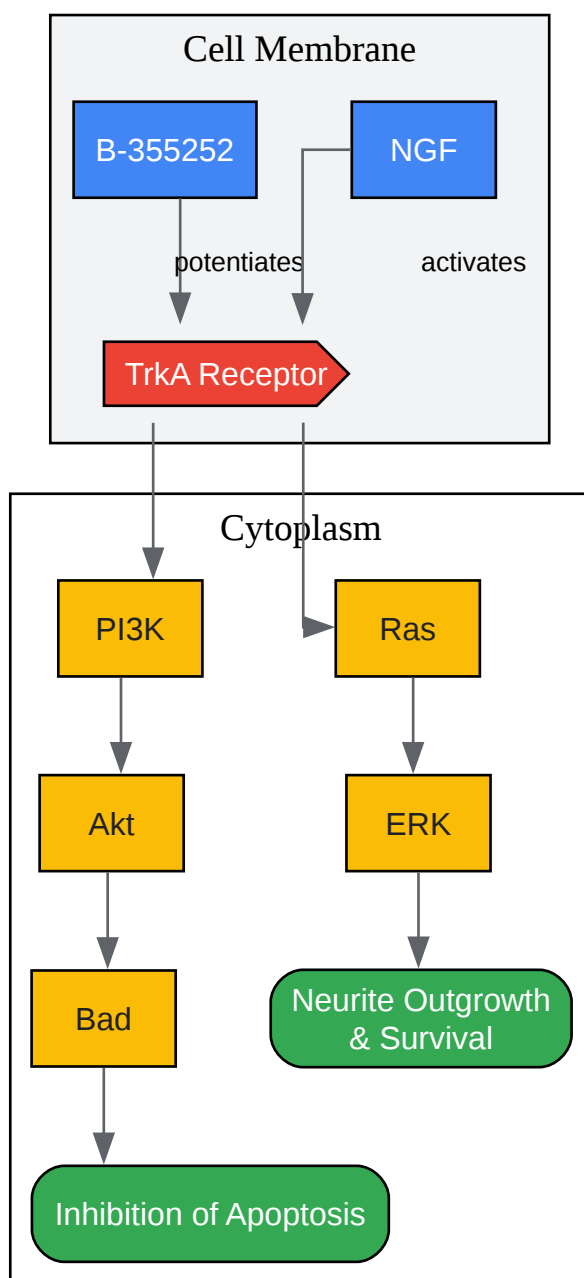 Cell Membrane
B-355252
NGF
potentiates
activates
TrkA Receptor
Cytoplasm
PI3K
Ras
Akt
ERK
Bad
Neurite Outgrowth
& Survival
Inhibition of Apoptosis